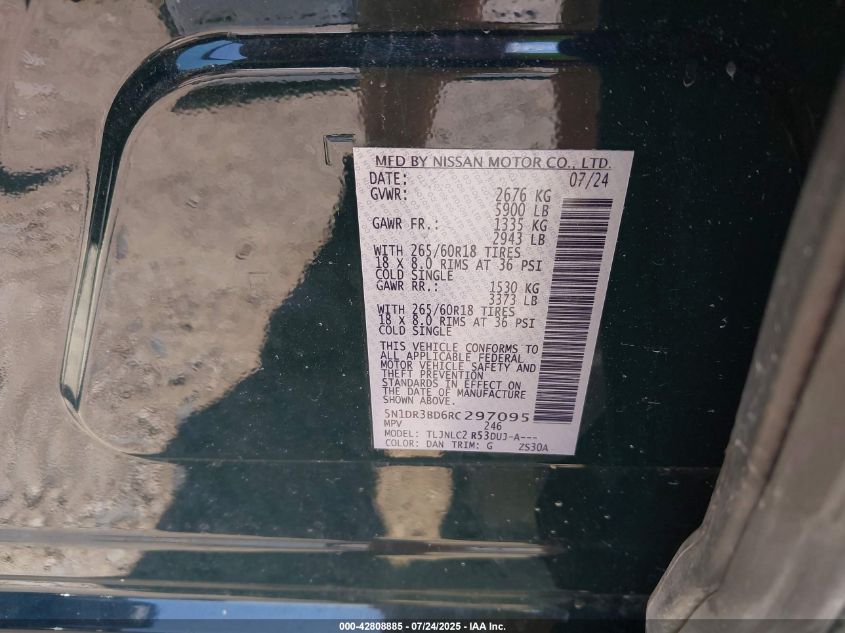 MFD BY NISSAN MOTOR CO., LTD.
DATE: 07/24
GVWR: 2676 KG
5900 LB
GAWR FR.: 1335 KG
2943 LB
WITH 265/60R18 TIRES
18 X 8.0 RIMS AT 36 PSI
COLD SINGLE
GAWR RR.: 1530 KG
3373 LB
WITH 265/60R18 TIRES
18 X 8.0 RIMS AT 36 PSI
COLD SINGLE
THIS VEHICLE CONFORMS TO
ALL APPLICABLE FEDERAL
MOTOR VEHICLE SAFETY AND
THEFT PREVENTION
STANDARDS IN EFFECT ON
THE DATE OF MANUFACTURE
SHOWN ABOVE.
5N1DR3BD6RC297095
MPV 246
MODEL: TLJNLC2 R53DUJ-A---
COLOR: DAN TRIM: G ZS30A
000-42808885 - 07/24/2025 - IAA Inc.